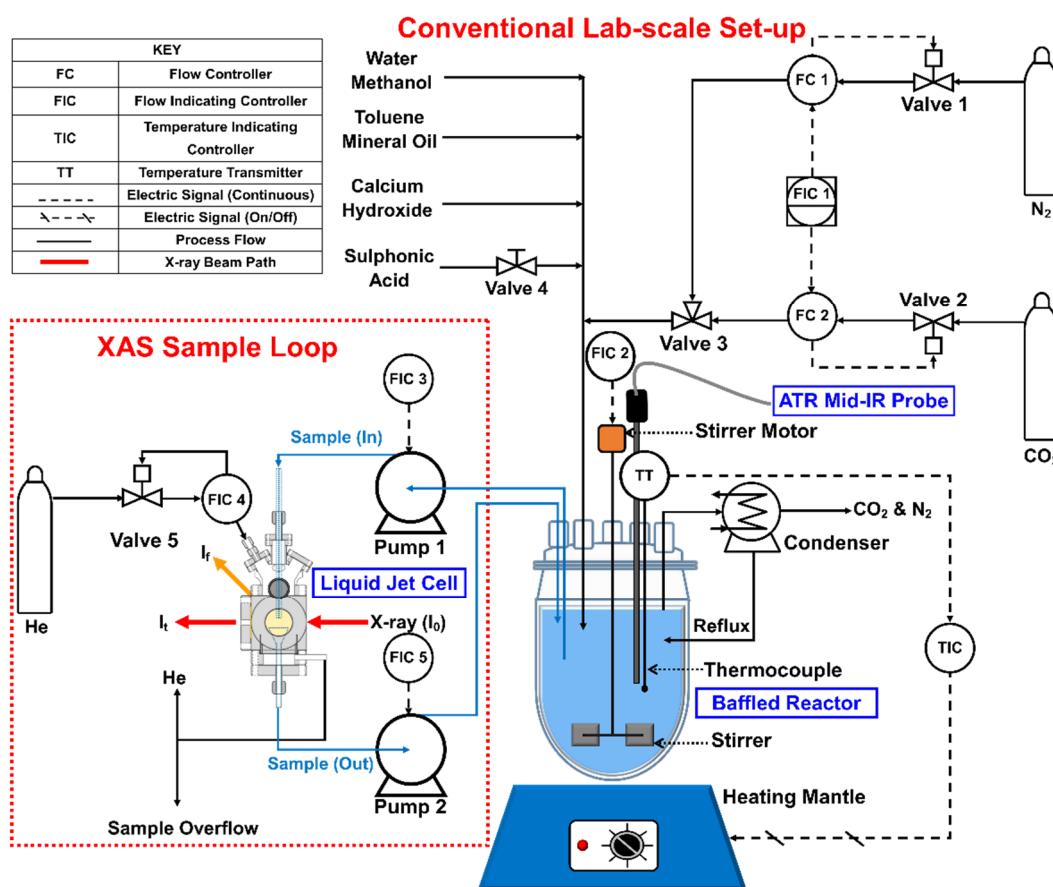 Conventional Lab-scale Set-up
KEY
FC Flow Controller
FIC Flow Indicating Controller
TIC Temperature Indicating
Controller
TT Temperature Transmitter
Electric Signal (Continuous)
Electric Signal (On/Off)
Process Flow
X-ray Beam Path
Water
Methanol
Toluene
Mineral Oil
Calcium
Hydroxide
Sulphonic
Acid
Valve 4
FC 1
Valve 1
FIC 1
N2
FC 2
Valve 2
Valve 3
CO2
FIC 2
ATR Mid-IR Probe
Stirrer Motor
TT
CO2 & N2
Condenser
Reflux
TIC
Thermocouple
Baffled Reactor
Stirrer
Heating Mantle
XAS Sample Loop
FIC 3
Sample (In)
FIC 4
Valve 5
Pump 1
If
Liquid Jet Cell
He
It
X-ray (I0)
FIC 5
He
Sample (Out)
Pump 2
Sample Overflow